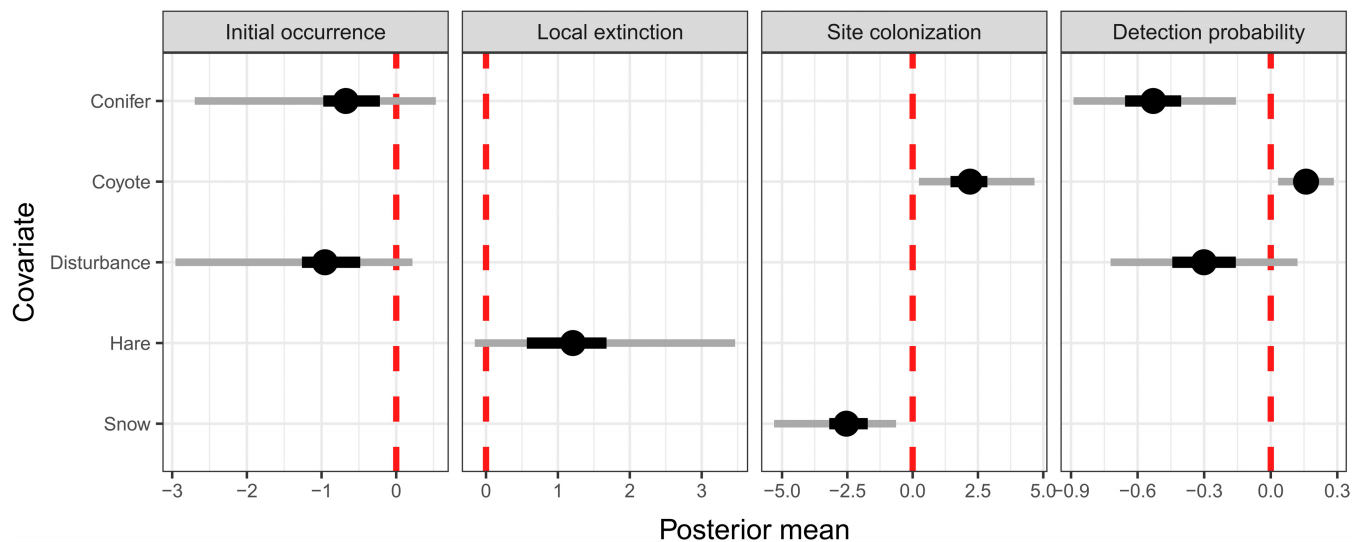 Initial occurrence
Local extinction
Site colonization
Detection probability
Covariate
Conifer
Coyote
Disturbance
Hare
Snow
−3 −1 0
0 1 2 3
−5.0 −2.5 0.0 2.5 5.0
−0.9 −0.6 −0.3 0.0 0.3
Posterior mean